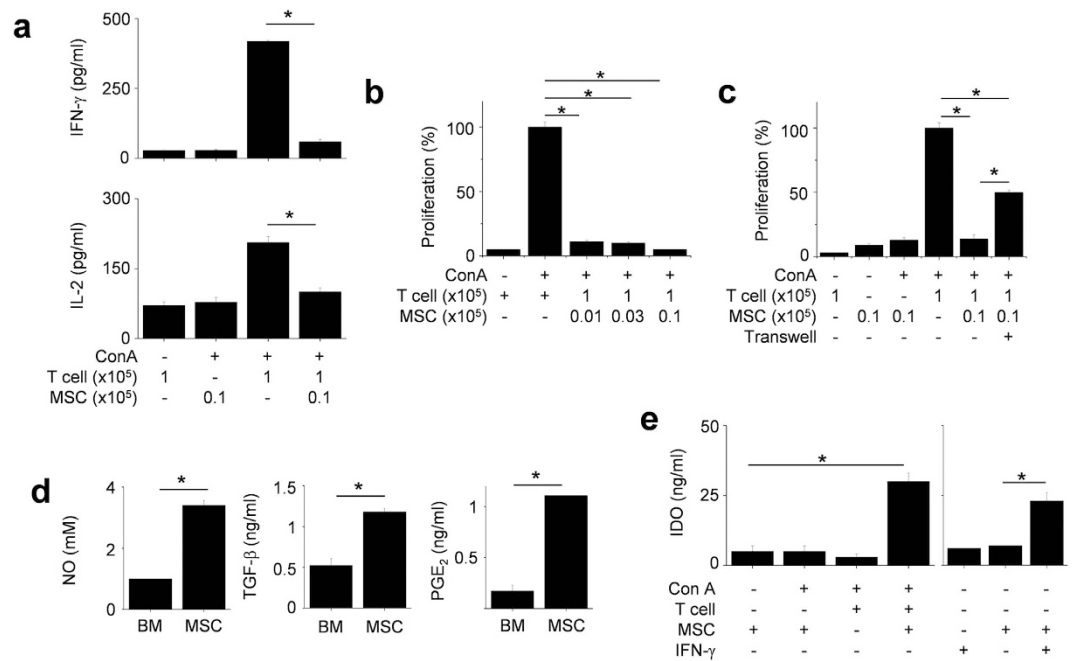 a
IFN-γ (pg/ml)
500
250
0
*
IL-2 (pg/ml)
300
150
0
*
ConA - + + +
T cell (x10⁵) 1 - 1 1
MSC (x10⁵) - 0.1 - 0.1
b
Proliferation (%)
100
50
0
*
*
*
ConA - + + + +
T cell (x10⁵) + + 1 1 1
MSC (x10⁵) - - 0.01 0.03 0.1
c
Proliferation (%)
100
50
0
*
*
*
ConA - - + + + +
T cell (x10⁵) 1 - - 1 1 1
MSC (x10⁵) - 0.1 0.1 - 0.1 0.1
Transwell - - - - - +
d
NO (mM)
4
2
0
*
BM MSC
TGF-β (ng/ml)
1.5
1
0.5
0
*
BM MSC
PGE₂ (ng/ml)
1
0.5
0
*
BM MSC
e
IDO (ng/ml)
50
25
0
*
*
Con A - + + + - - -
T cell - - + + - - -
MSC + + - + - + +
IFN-γ - - - - + - +